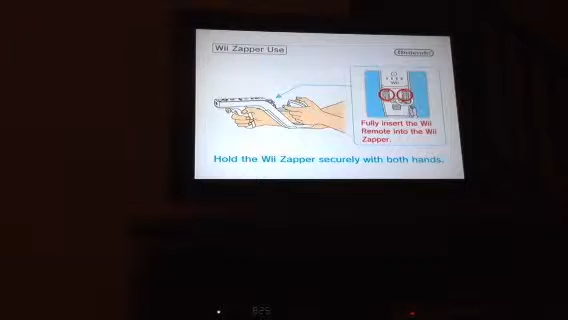 Wii Zapper Use
Nintendo
Wii
Fully insert the Wii
Remote into the Wii
Zapper.
Hold the Wii Zapper securely with both hands.